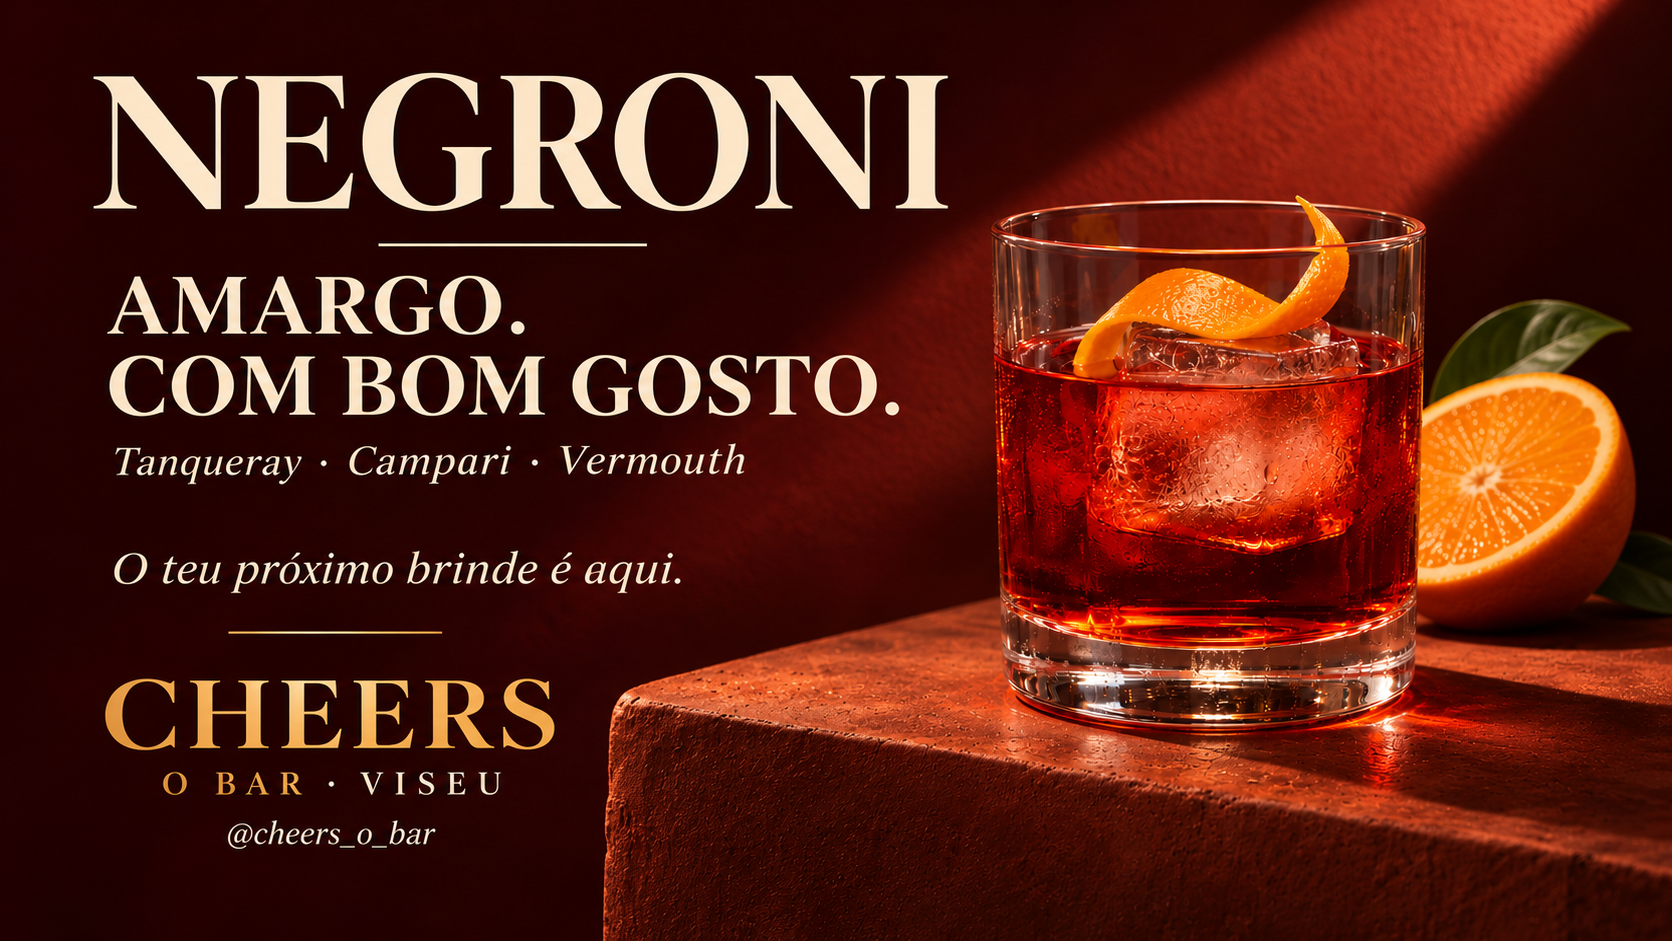 NEGRONI
AMARGO.
COM BOM GOSTO.
Tanqueray · Campari · Vermouth
O teu próximo brinde é aqui.
CHEERS
O BAR · VISEU
@cheers_o_bar